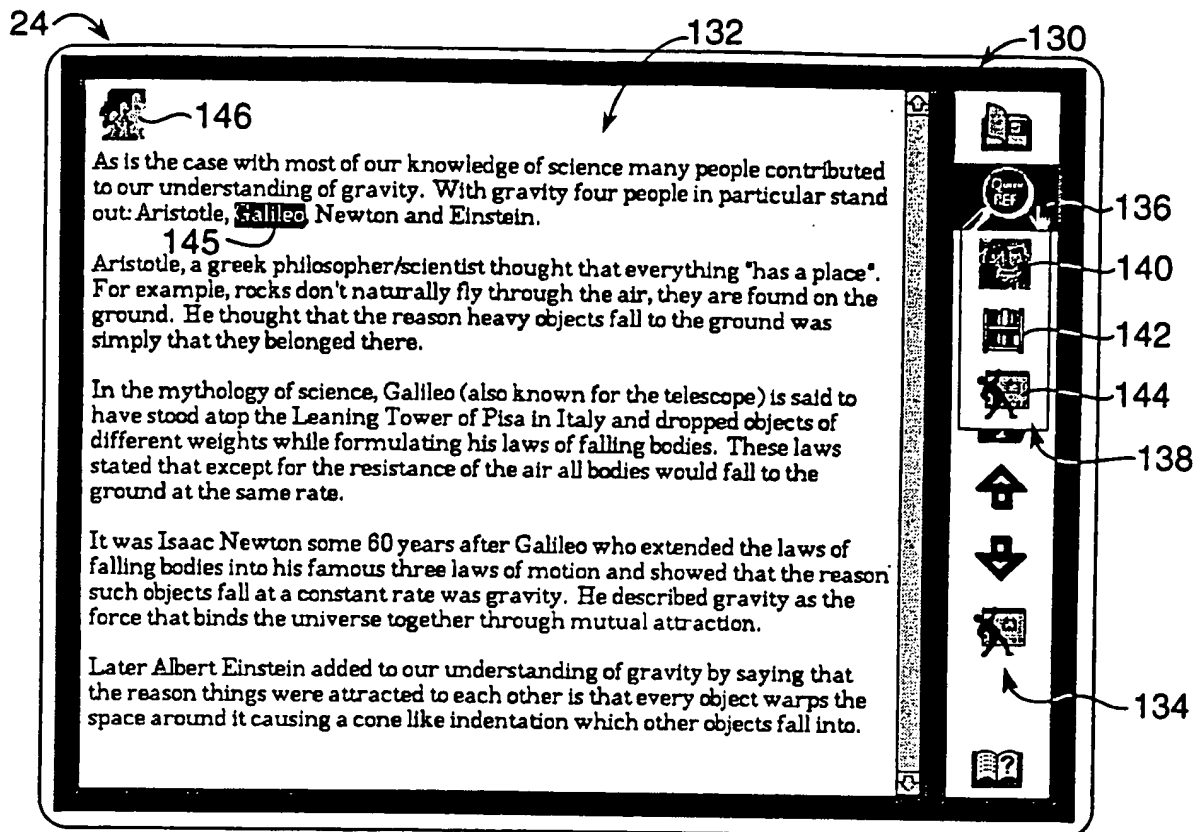 24
132
130
146
As is the case with most of our knowledge of science many people contributed
to our understanding of gravity. With gravity four people in particular stand
out: Aristotle, Galileo, Newton and Einstein.
145
Aristotle, a greek philosopher/scientist thought that everything "has a place".
For example, rocks don't naturally fly through the air, they are found on the
ground. He thought that the reason heavy objects fall to the ground was
simply that they belonged there.
In the mythology of science, Galileo (also known for the telescope) is said to
have stood atop the Leaning Tower of Pisa in Italy and dropped objects of
different weights while formulating his laws of falling bodies. These laws
stated that except for the resistance of the air all bodies would fall to the
ground at the same rate.
It was Isaac Newton some 60 years after Galileo who extended the laws of
falling bodies into his famous three laws of motion and showed that the reason
such objects fall at a constant rate was gravity. He described gravity as the
force that binds the universe together through mutual attraction.
Later Albert Einstein added to our understanding of gravity by saying that
the reason things were attracted to each other is that every object warps the
space around it causing a cone like indentation which other objects fall into.
REF
136
140
142
144
138
134
?